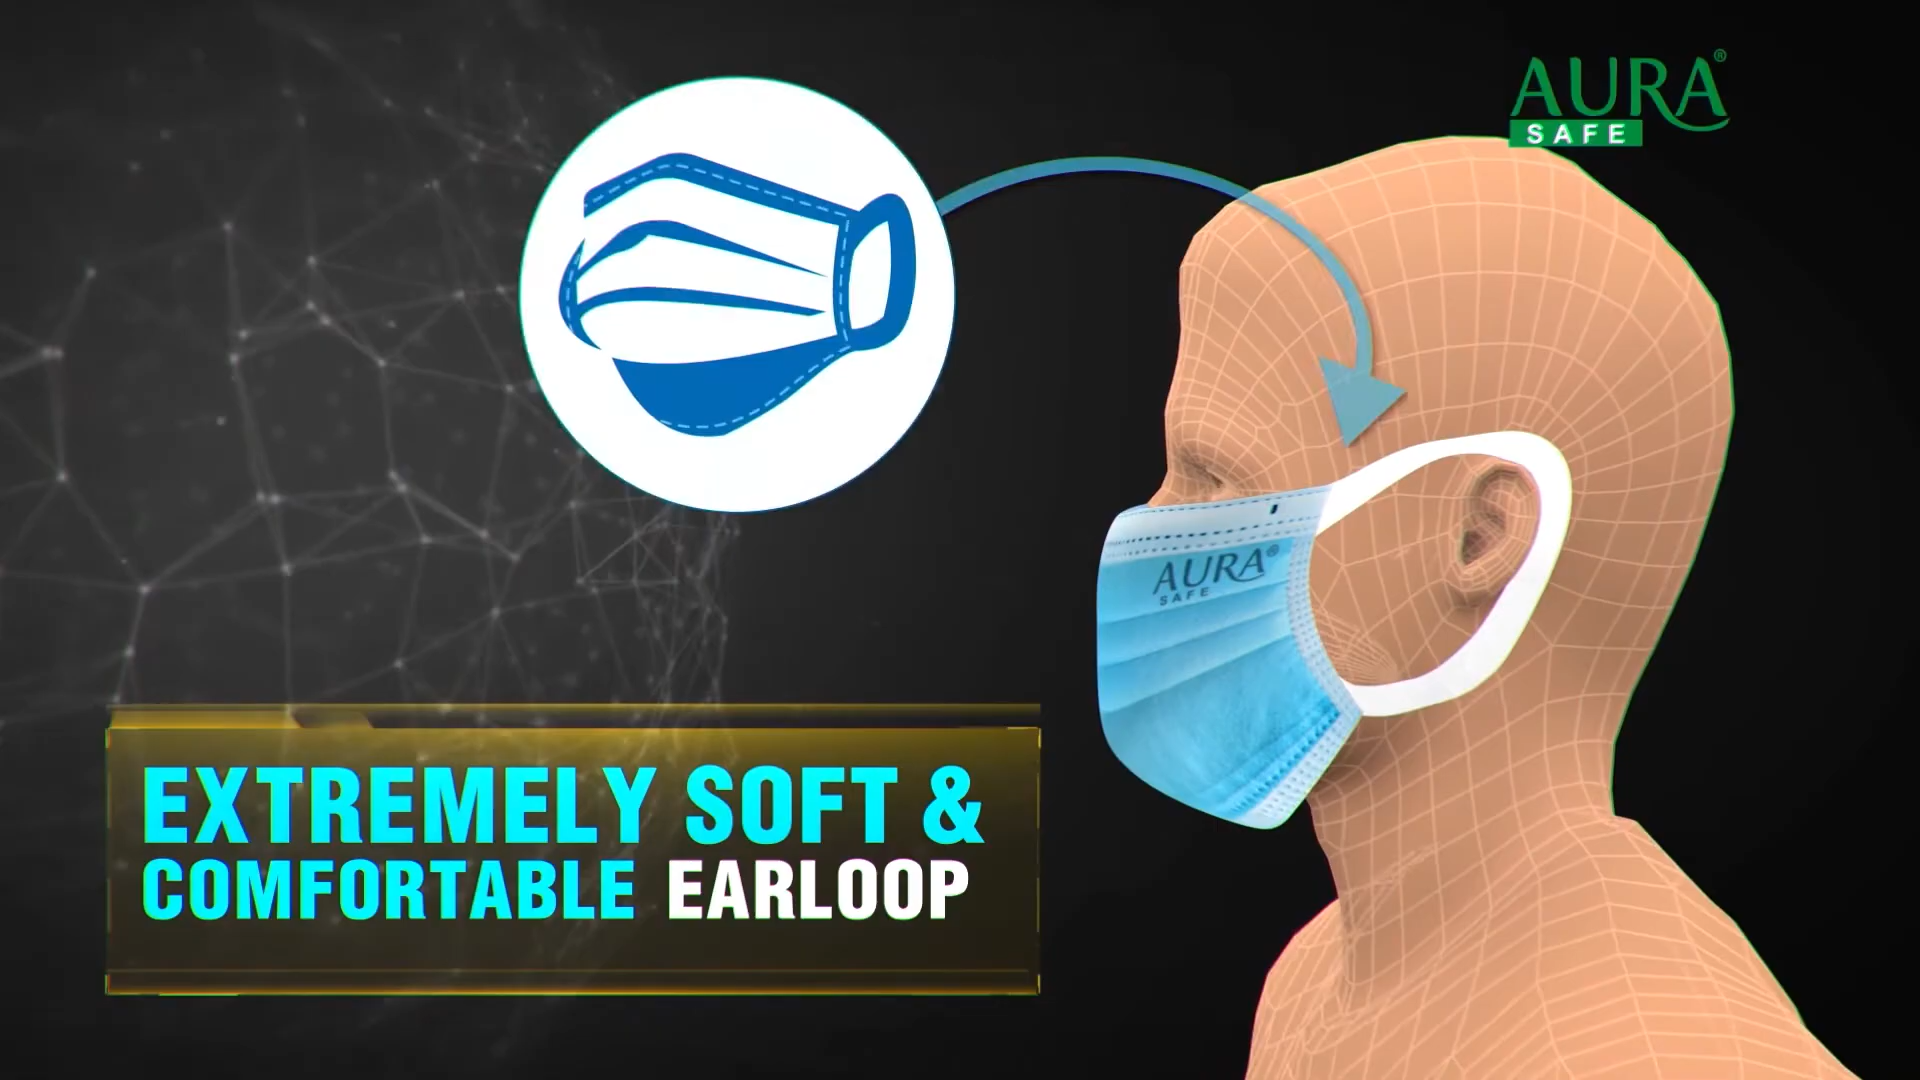 AURA®
SAFE
AURA®
SAFE
EXTREMELY SOFT &
COMFORTABLE EARLOOP